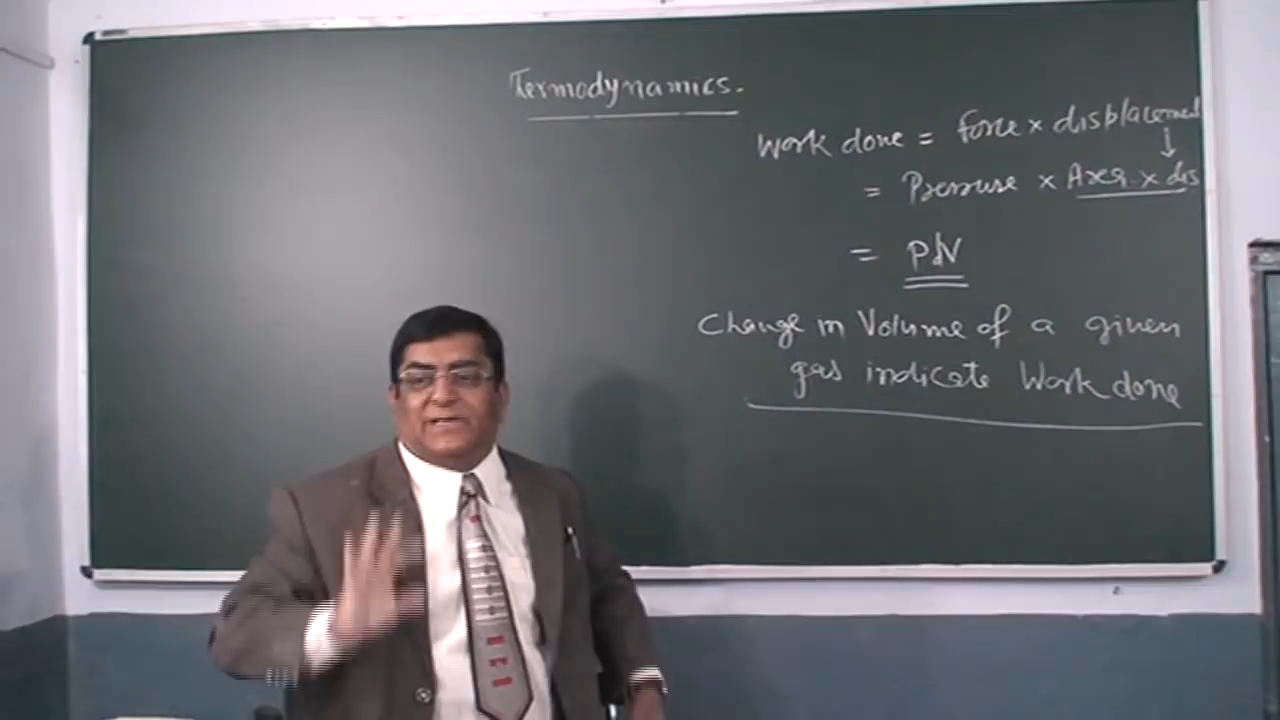 Termodynamics.
Work done = force × displacement
= Pressure × Area × dis
= PdV
Change in Volume of a given
gas indicate Work done